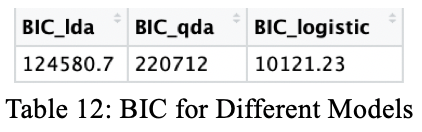 BIC_lda BIC_qda BIC_logistic
124580.7 220712 10121.23
Table 12: BIC for Different Models